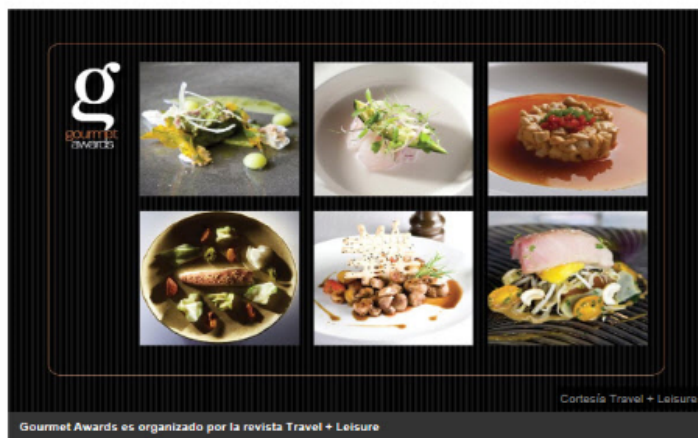 g
gourmet
awards
Cortesía Travel + Leisure
Gourmet Awards es organizado por la revista Travel + Leisure